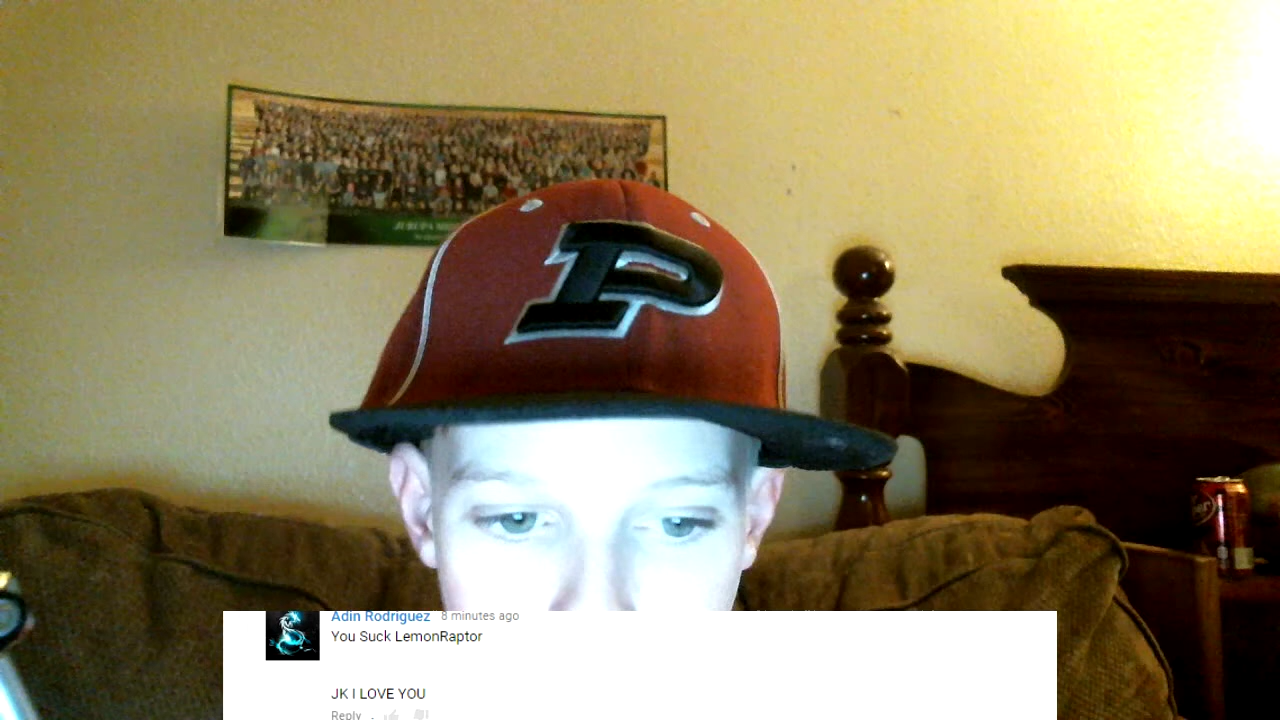 P
Adin Rodriguez 8 minutes ago
You Suck LemonRaptor
JK I LOVE YOU
Reply